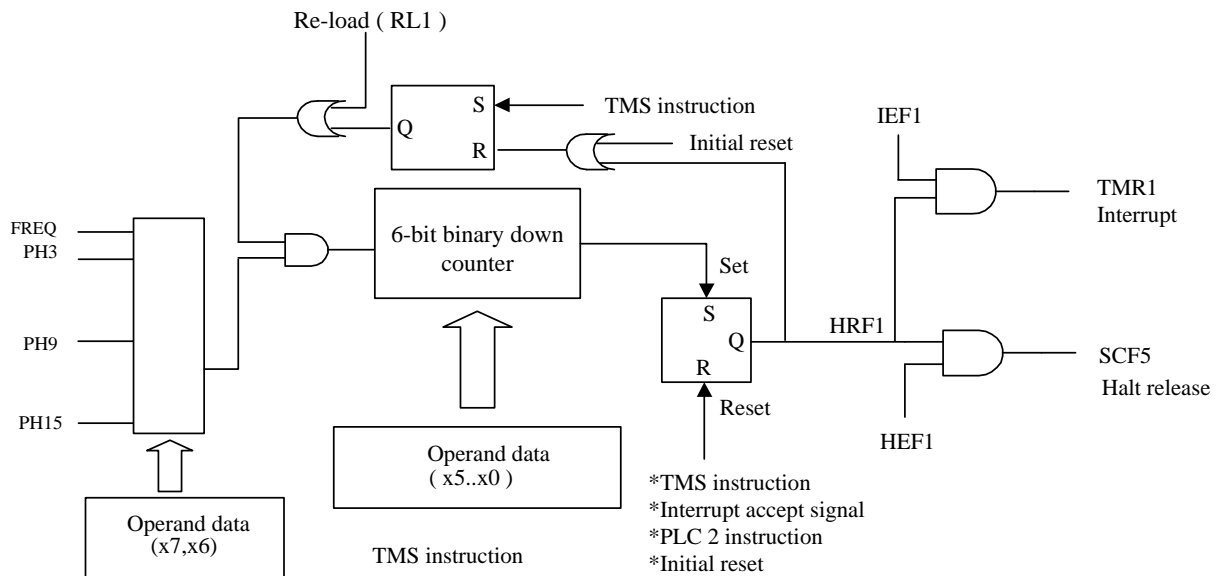 Re-load ( RL1 )
S
TMS instruction
Q
R
Initial reset
IEF1
TMR1
Interrupt
FREQ
PH3
6-bit binary down
counter
Set
S
Q
R
HRF1
PH9
SCF5
Halt release
Reset
HEF1
PH15
Operand data
( x5..x0 )
*TMS instruction
*Interrupt accept signal
*PLC 2 instruction
*Initial reset
Operand data
(x7,x6)
TMS instruction